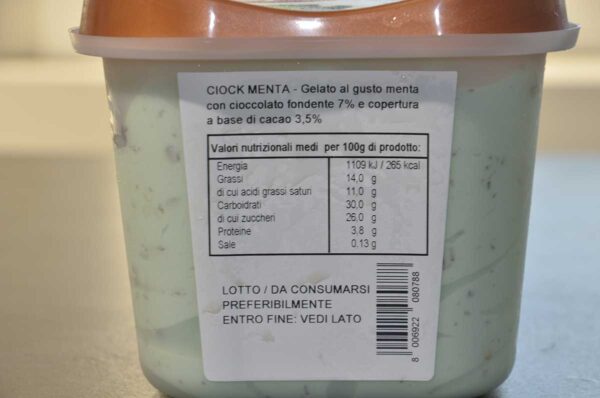 CIOCK MENTA - Gelato al gusto menta
con cioccolato fondente 7% e copertura
a base di cacao 3,5%
Valori nutrizionali medi per 100g di prodotto:
Energia 1109 kJ / 265 kcal
Grassi 14,0 g
di cui acidi grassi saturi 11,0 g
Carboidrati 30,0 g
di cui zuccheri 26,0 g
Proteine 3,8 g
Sale 0,13 g
LOTTO / DA CONSUMARSI
PREFERIBILMENTE
ENTRO FINE: VEDI LATO
8 006922 080788